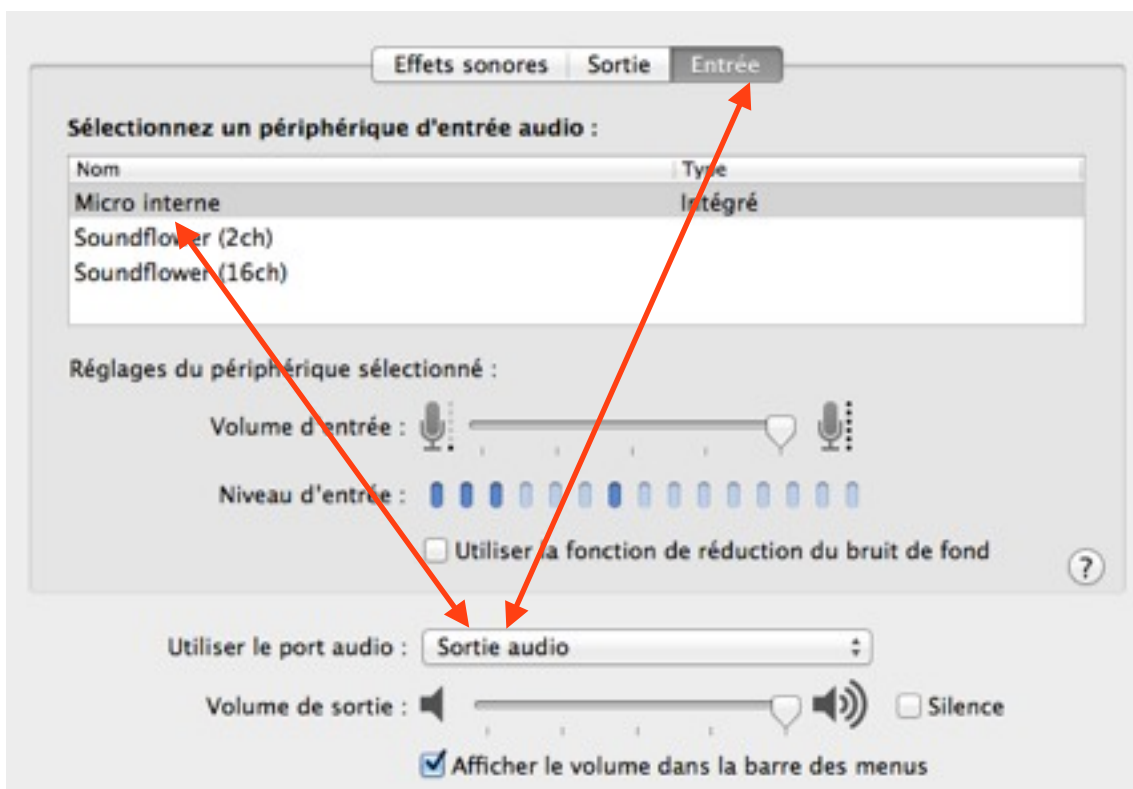 Effets sonores Sortie Entrée
Sélectionnez un périphérique d'entrée audio :
Nom Type
Micro interne Intégré
Soundflower (2ch)
Soundflower (16ch)
Réglages du périphérique sélectionné :
Volume d'entrée :
Niveau d'entrée :
Utiliser la fonction de réduction du bruit de fond
?
Utiliser le port audio : Sortie audio
Volume de sortie : Silence
Afficher le volume dans la barre des menus